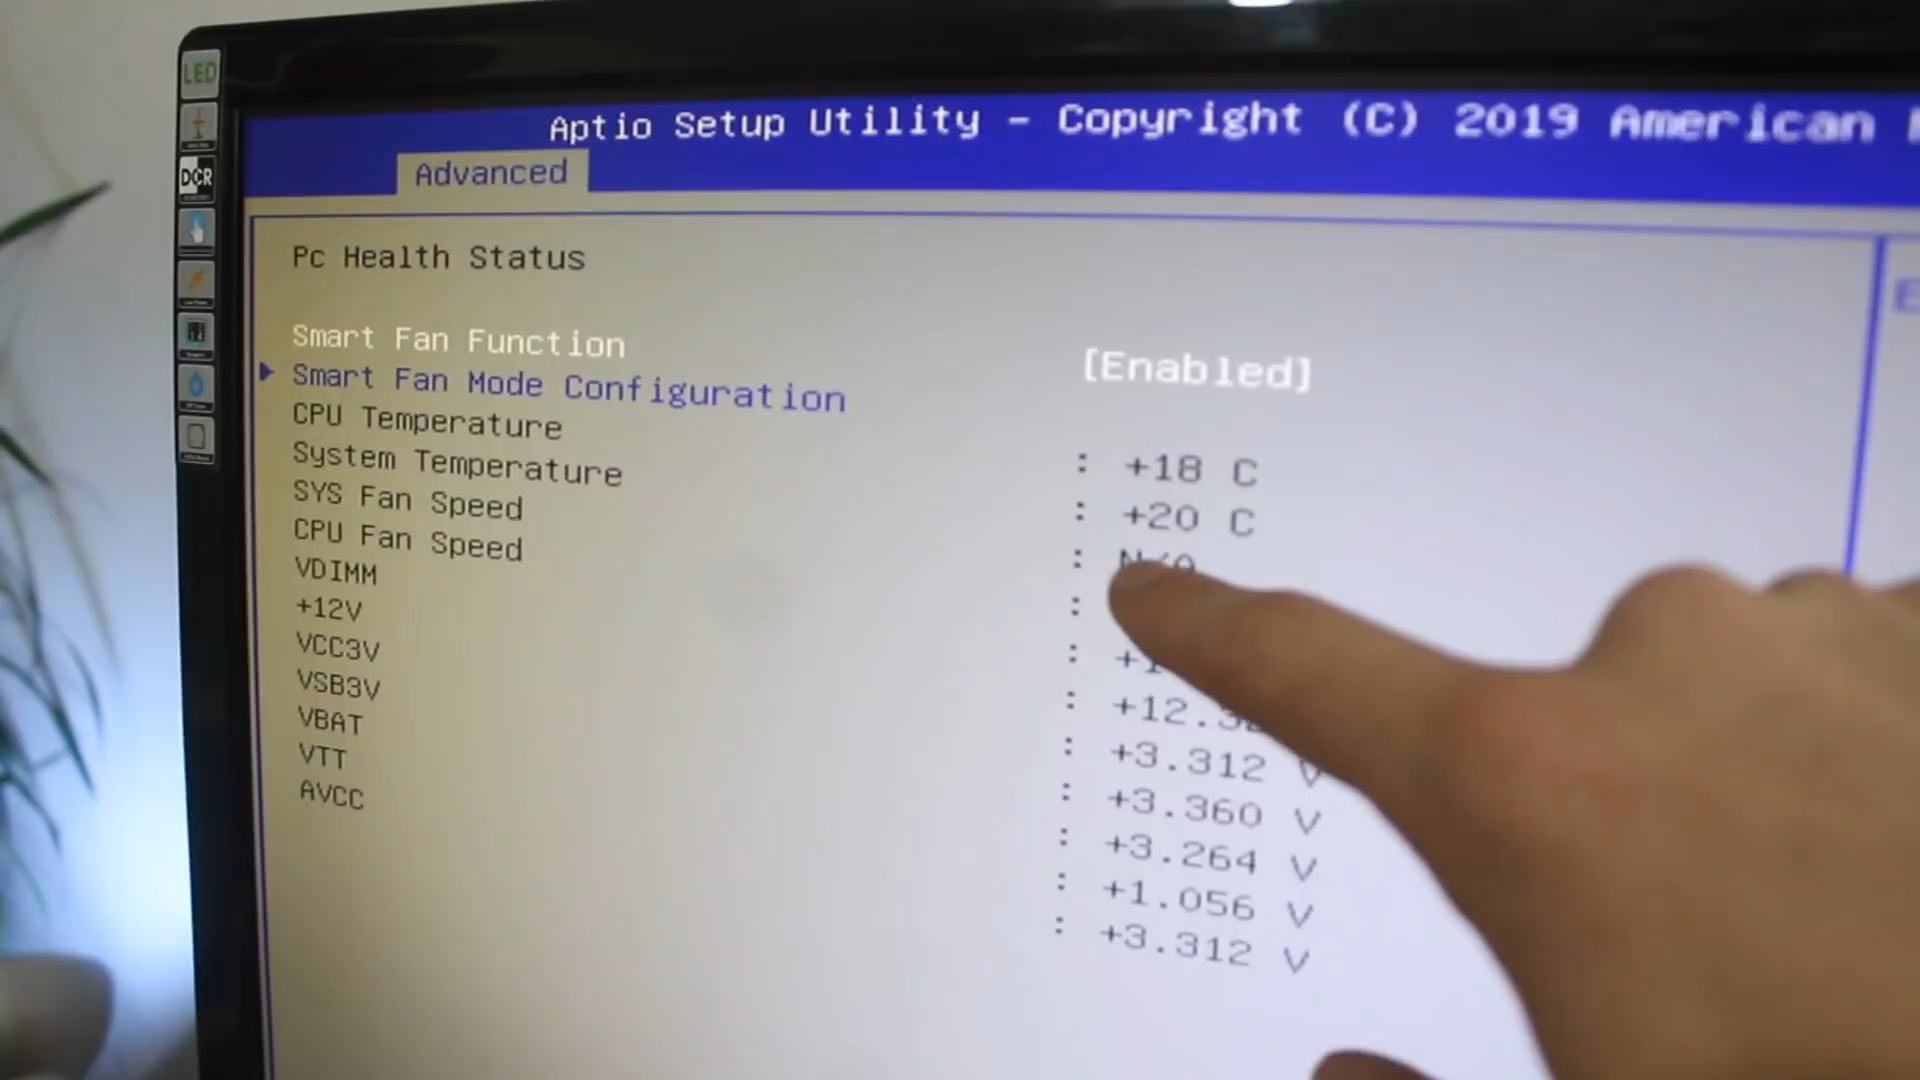 LED
DCR
Aptio Setup Utility - Copyright (C) 2019 American
Advanced
Pc Health Status
Smart Fan Function [Enabled]
Smart Fan Mode Configuration
CPU Temperature : +18 C
System Temperature : +20 C
SYS Fan Speed : N/A
CPU Fan Speed :
VDIMM :
+12V :
VCC3V : +3.312 V
VSB3V : +3.360 V
VBAT : +3.264 V
VTT : +1.056 V
AVCC : +3.312 V